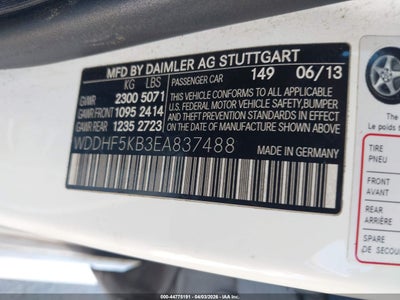 MFD BY DAIMLER AG STUTTGART
KG LBS PASSENGER CAR 149 06/13
GVWR 2300 5071 THIS VEHICLE CONFORMS TO ALL APPLICABLE
GAWR FRONT 1095 2414 U.S. FEDERAL MOTOR VEHICLE SAFETY, BUMPER
GAWR REAR 1235 2723 AND THEFT PREVENTION STANDARDS IN EFFECT
ON THE DATE OF MANUFACTURE SHOWN ABOVE.
WDDHF5KB3EA837488 MADE IN GERMANY
The
Le poids
TIRE
PNEU
FRONT
AVANT
REAR
ARRIÈRE
SPARE
DE SECOU
000-44775191 - 04/03/2026 - IAA Inc.